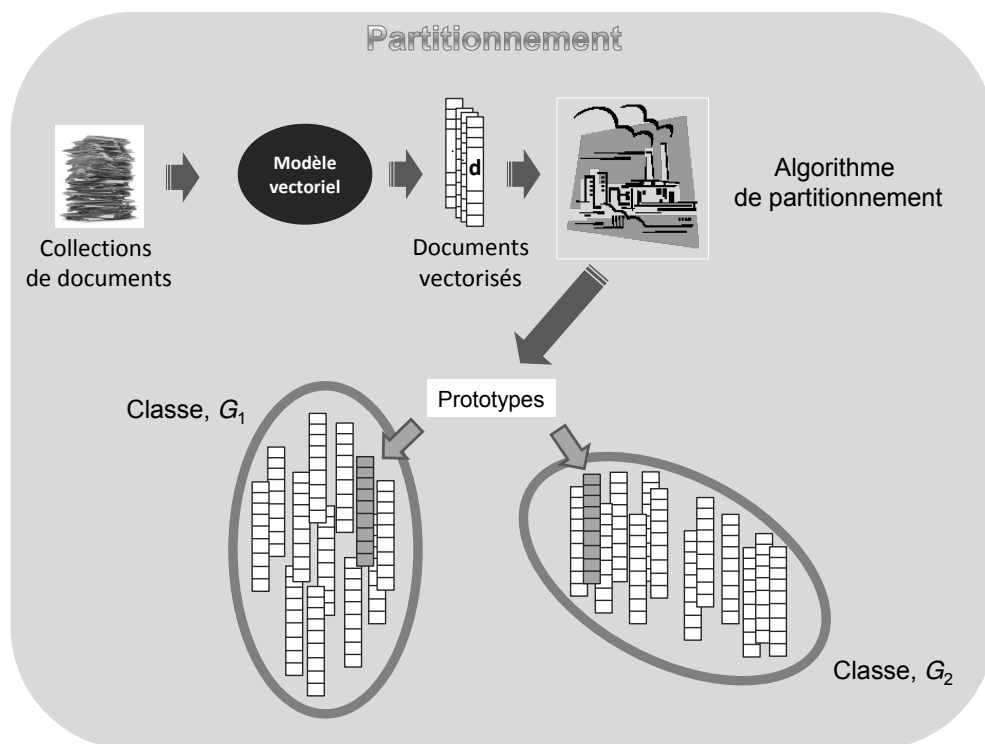 Partitionnement
Modèle
vectoriel
d
Algorithme
de partitionnement
Collections
de documents
Documents
vectorisés
Prototypes
Classe, G1
Classe, G2